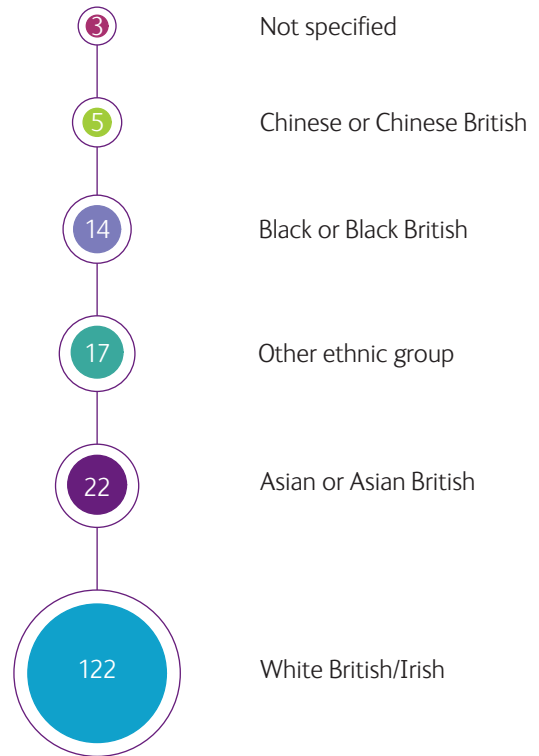 3 Not specified
5 Chinese or Chinese British
14 Black or Black British
17 Other ethnic group
22 Asian or Asian British
122 White British/Irish